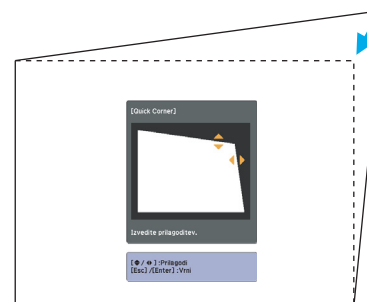 [Quick Corner]
Izvedite prilagoditev.
[ ◆ / ◆ ] :Prilagodi
[Esc] /[Enter] :Vrni